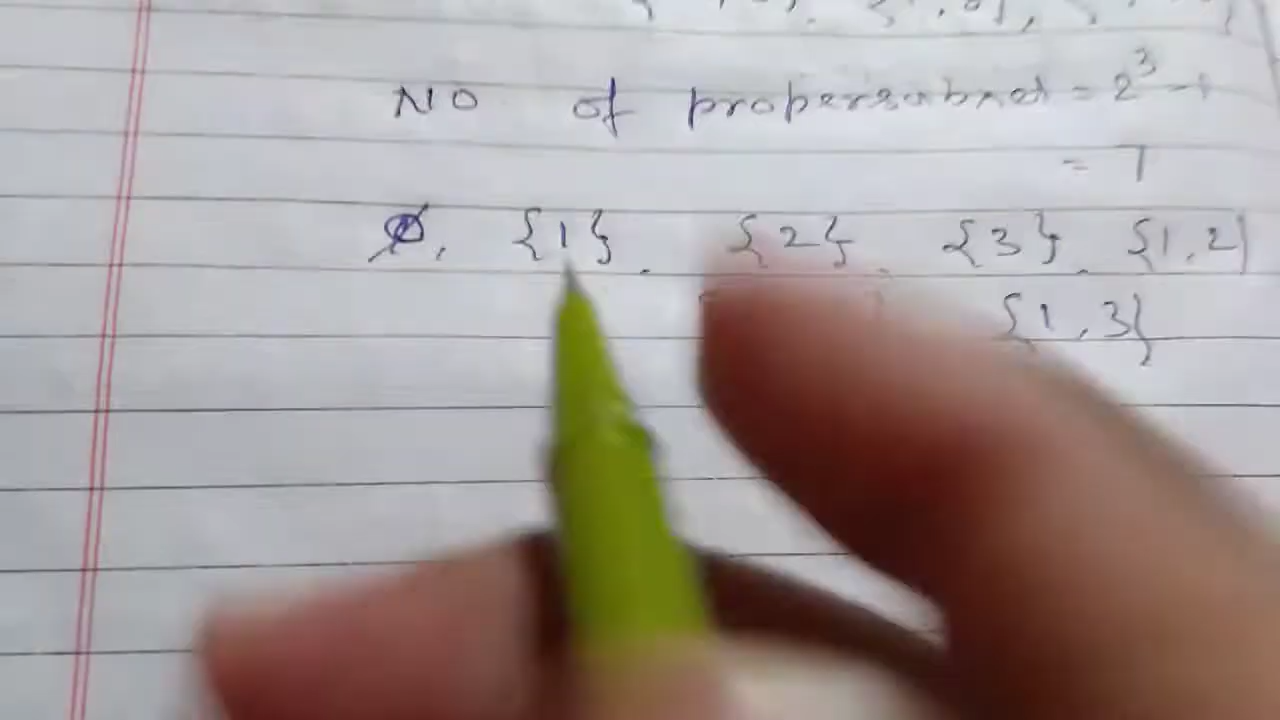 NO of propersubset = 2³ - 1
= 7
∅, {1}, {2}, {3}, {1,2}
{1,3}